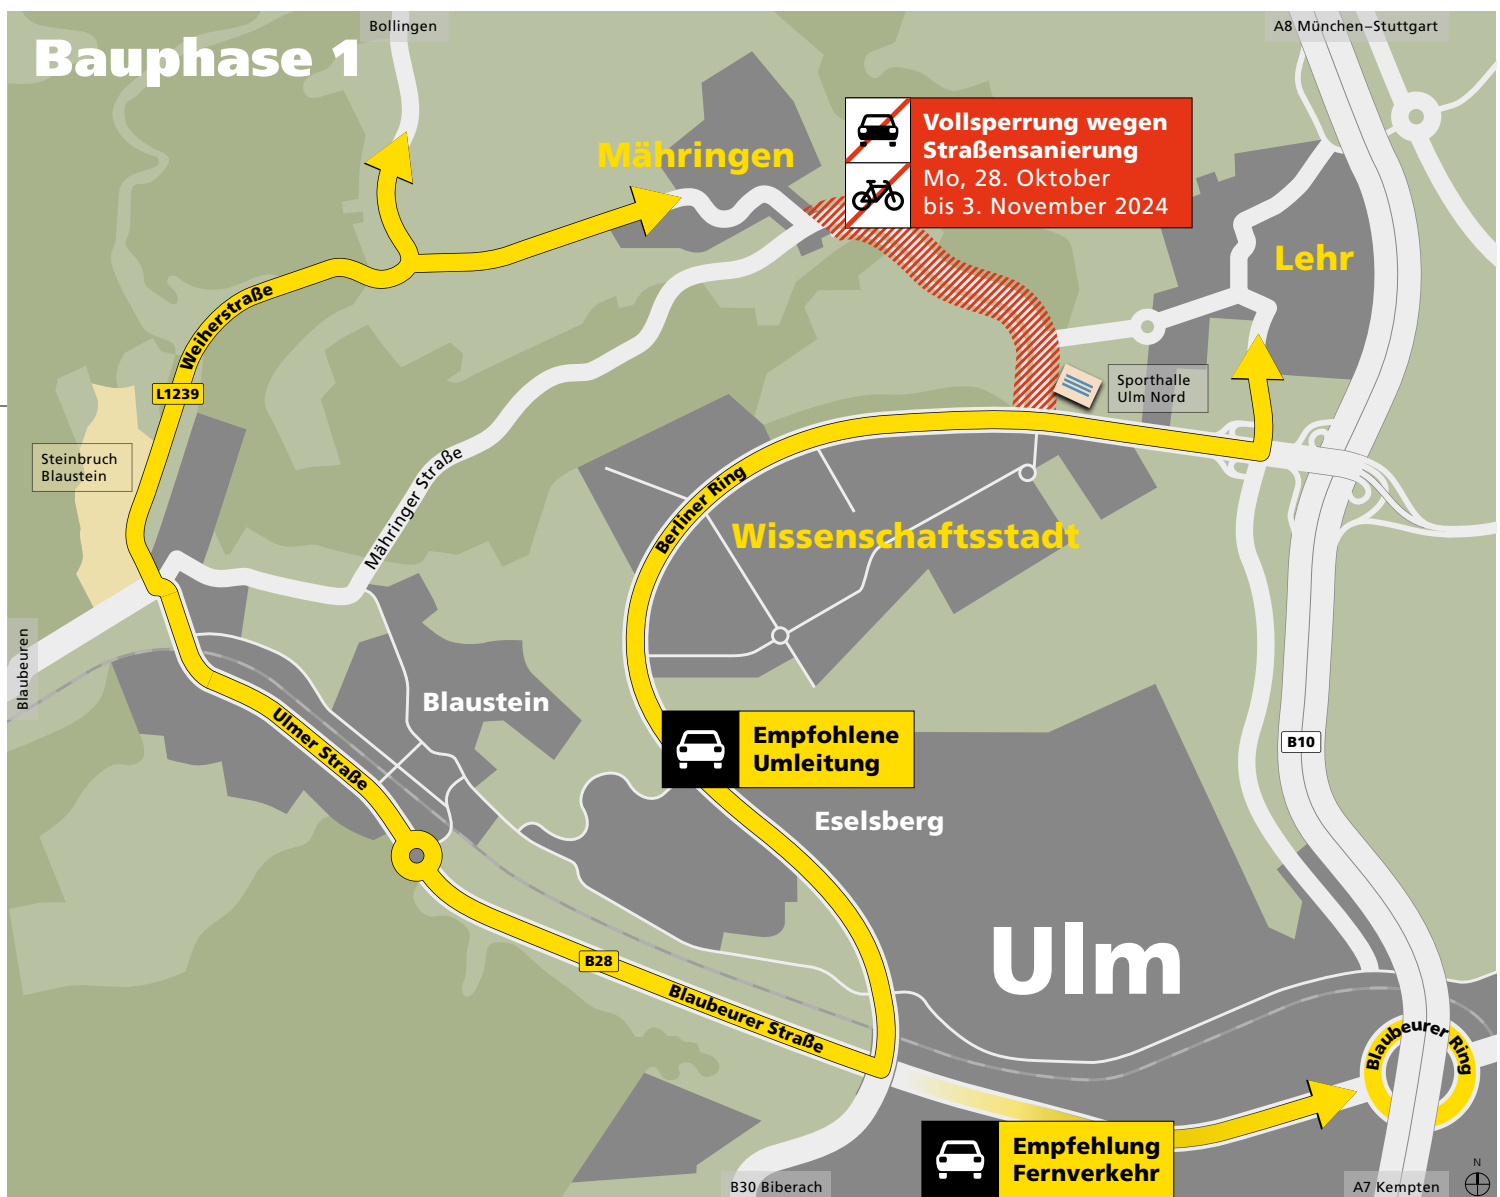 Bollingen
A8 München–Stuttgart
Bauphase 1
Mähringen
Vollsperrung wegen
Straßensanierung
Mo, 28. Oktober
bis 3. November 2024
Lehr
Weiherstraße
L1239
Sporthalle
Ulm Nord
Steinbruch
Blaustein
Mähringer Straße
Berliner Ring
Wissenschaftsstadt
Blaubeuren
Blaustein
Ulmer Straße
Empfohlene
Umleitung
B10
Eselsberg
Ulm
B28
Blaubeurer Straße
Blaubeurer Ring
Empfehlung
Fernverkehr
B30 Biberach
A7 Kempten
N